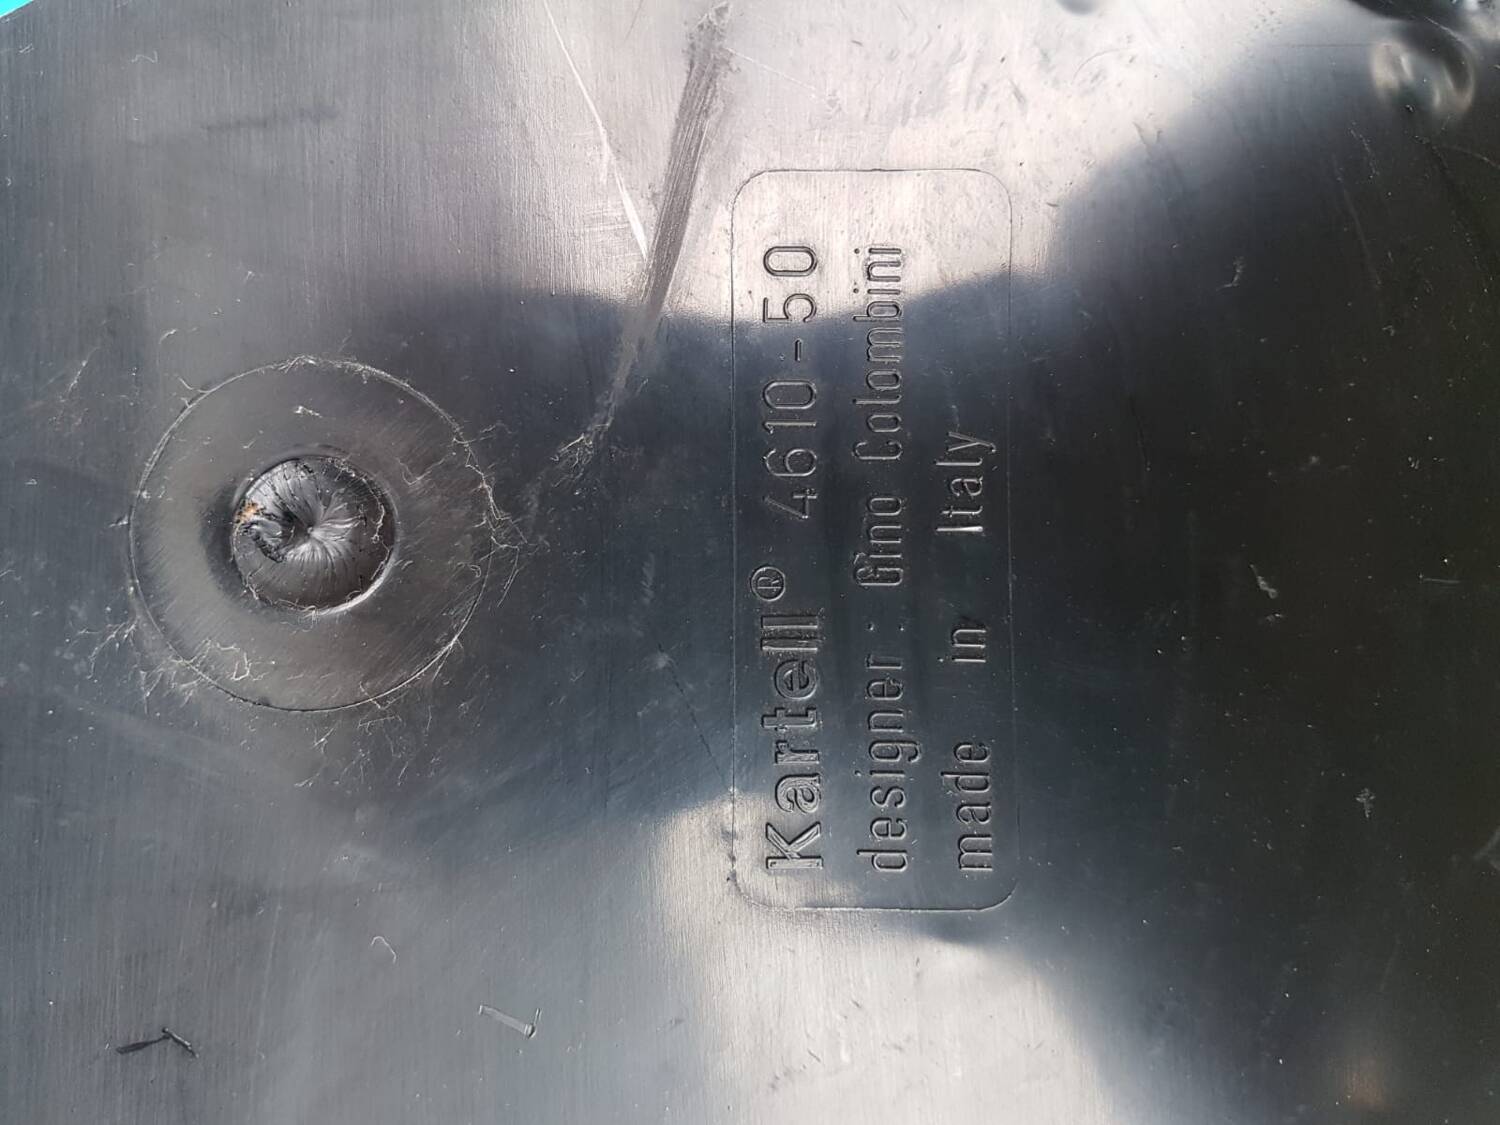 Kartell® 4610-50
designer: Gino Colombini
made in Italy